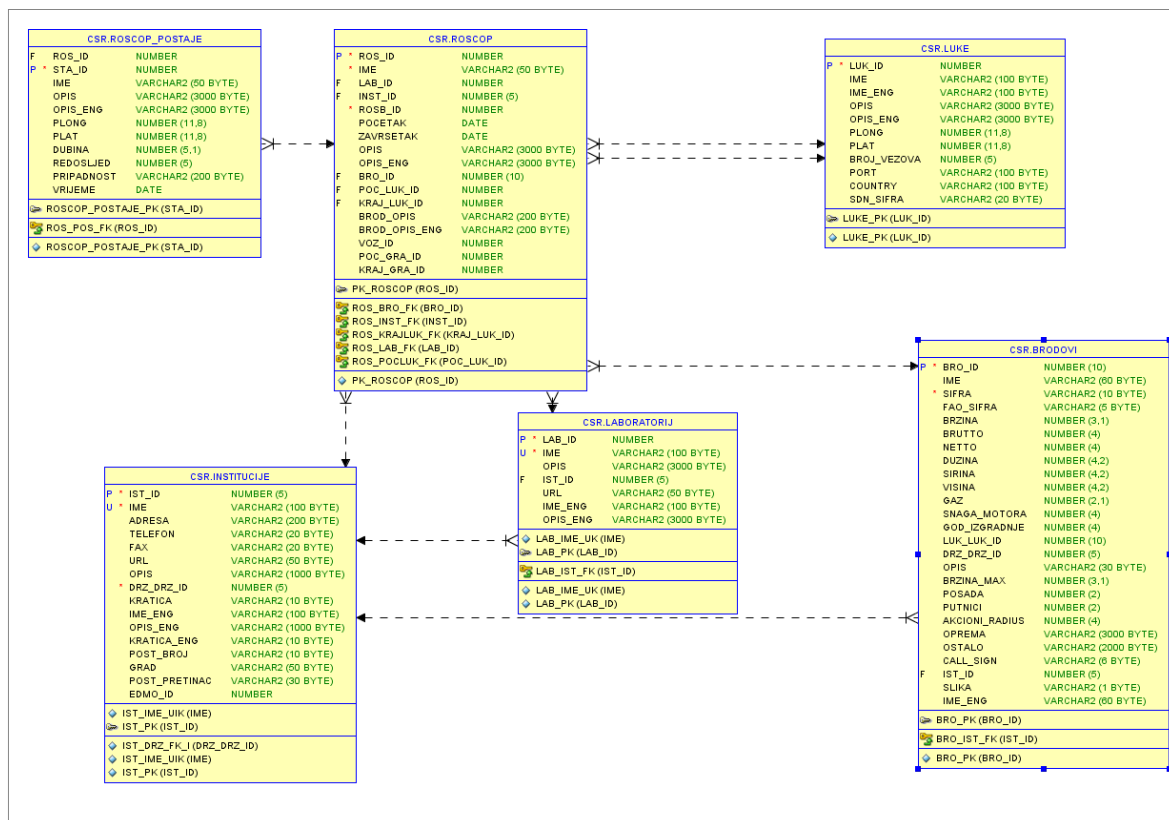 CSR.ROSCOP_POSTAJE
F ROS_ID NUMBER
P * STA_ID NUMBER
IME VARCHAR2 (50 BYTE)
OPIS VARCHAR2 (3000 BYTE)
OPIS_ENG VARCHAR2 (3000 BYTE)
PLONG NUMBER (11,8)
PLAT NUMBER (11,8)
DUBINA NUMBER (5,1)
REDOSLJED NUMBER (5)
PRIPADNOST VARCHAR2 (200 BYTE)
VRIJEME DATE
ROSCOP_POSTAJE_PK (STA_ID)
ROS_POS_FK (ROS_ID)
ROSCOP_POSTAJE_PK (STA_ID)
CSR.ROSCOP
P * ROS_ID NUMBER
* IME VARCHAR2 (50 BYTE)
F LAB_ID NUMBER
F INST_ID NUMBER (5)
* ROSB_ID NUMBER
POCETAK DATE
ZAVRSETAK DATE
OPIS VARCHAR2 (3000 BYTE)
OPIS_ENG VARCHAR2 (3000 BYTE)
F BRO_ID NUMBER (10)
F POC_LUK_ID NUMBER
F KRAJ_LUK_ID NUMBER
BROD_OPIS VARCHAR2 (200 BYTE)
BROD_OPIS_ENG VARCHAR2 (200 BYTE)
VOZ_ID NUMBER
POC_GRA_ID NUMBER
KRAJ_GRA_ID NUMBER
PK_ROSCOP (ROS_ID)
ROS_BRO_FK (BRO_ID)
ROS_INST_FK (INST_ID)
ROS_KRAJLUK_FK (KRAJ_LUK_ID)
ROS_LAB_FK (LAB_ID)
ROS_POCLUK_FK (POC_LUK_ID)
PK_ROSCOP (ROS_ID)
CSR.LUKE
P * LUK_ID NUMBER
IME VARCHAR2 (100 BYTE)
IME_ENG VARCHAR2 (100 BYTE)
OPIS VARCHAR2 (3000 BYTE)
OPIS_ENG VARCHAR2 (3000 BYTE)
PLONG NUMBER (11,8)
PLAT NUMBER (11,8)
BROJ_VEZOVA NUMBER (5)
PORT VARCHAR2 (100 BYTE)
COUNTRY VARCHAR2 (100 BYTE)
SDN_SIFRA VARCHAR2 (20 BYTE)
LUKE_PK (LUK_ID)
LUKE_PK (LUK_ID)
CSR.BRODOVI
P * BRO_ID NUMBER (10)
IME VARCHAR2 (60 BYTE)
* SIFRA VARCHAR2 (10 BYTE)
FAO_SIFRA VARCHAR2 (5 BYTE)
BRZINA NUMBER (3,1)
BRUTTO NUMBER (4)
NETTO NUMBER (4)
DUZINA NUMBER (4,2)
SIRINA NUMBER (4,2)
VISINA NUMBER (4,2)
GAZ NUMBER (2,1)
SNAGA_MOTORA NUMBER (4)
GOD_IZGRADNJE NUMBER (4)
LUK_LUK_ID NUMBER (10)
DRZ_DRZ_ID NUMBER (5)
OPIS VARCHAR2 (30 BYTE)
BRZINA_MAX NUMBER (3,1)
POSADA NUMBER (2)
PUTNICI NUMBER (2)
AKCIONI_RADIUS NUMBER (4)
OPREMA VARCHAR2 (3000 BYTE)
OSTALO VARCHAR2 (2000 BYTE)
CALL_SIGN VARCHAR2 (6 BYTE)
F IST_ID NUMBER (5)
SLIKA VARCHAR2 (1 BYTE)
IME_ENG VARCHAR2 (60 BYTE)
BRO_PK (BRO_ID)
BRO_IST_FK (IST_ID)
BRO_PK (BRO_ID)
CSR.LABORATORIJ
P * LAB_ID NUMBER
U * IME VARCHAR2 (100 BYTE)
OPIS VARCHAR2 (3000 BYTE)
F IST_ID NUMBER (5)
URL VARCHAR2 (50 BYTE)
IME_ENG VARCHAR2 (100 BYTE)
OPIS_ENG VARCHAR2 (3000 BYTE)
LAB_IME_UK (IME)
LAB_PK (LAB_ID)
LAB_IST_FK (IST_ID)
LAB_IME_UK (IME)
LAB_PK (LAB_ID)
CSR.INSTITUCIJE
P * IST_ID NUMBER (5)
U * IME VARCHAR2 (100 BYTE)
ADRESA VARCHAR2 (200 BYTE)
TELEFON VARCHAR2 (20 BYTE)
FAX VARCHAR2 (20 BYTE)
URL VARCHAR2 (50 BYTE)
OPIS VARCHAR2 (1000 BYTE)
* DRZ_DRZ_ID NUMBER (5)
KRATICA VARCHAR2 (10 BYTE)
IME_ENG VARCHAR2 (100 BYTE)
OPIS_ENG VARCHAR2 (1000 BYTE)
KRATICA_ENG VARCHAR2 (10 BYTE)
POST_BROJ VARCHAR2 (10 BYTE)
GRAD VARCHAR2 (50 BYTE)
POST_PRETINAC VARCHAR2 (30 BYTE)
EDMO_ID NUMBER
IST_IME_UIK (IME)
IST_PK (IST_ID)
IST_DRZ_FK_I (DRZ_DRZ_ID)
IST_IME_UIK (IME)
IST_PK (IST_ID)